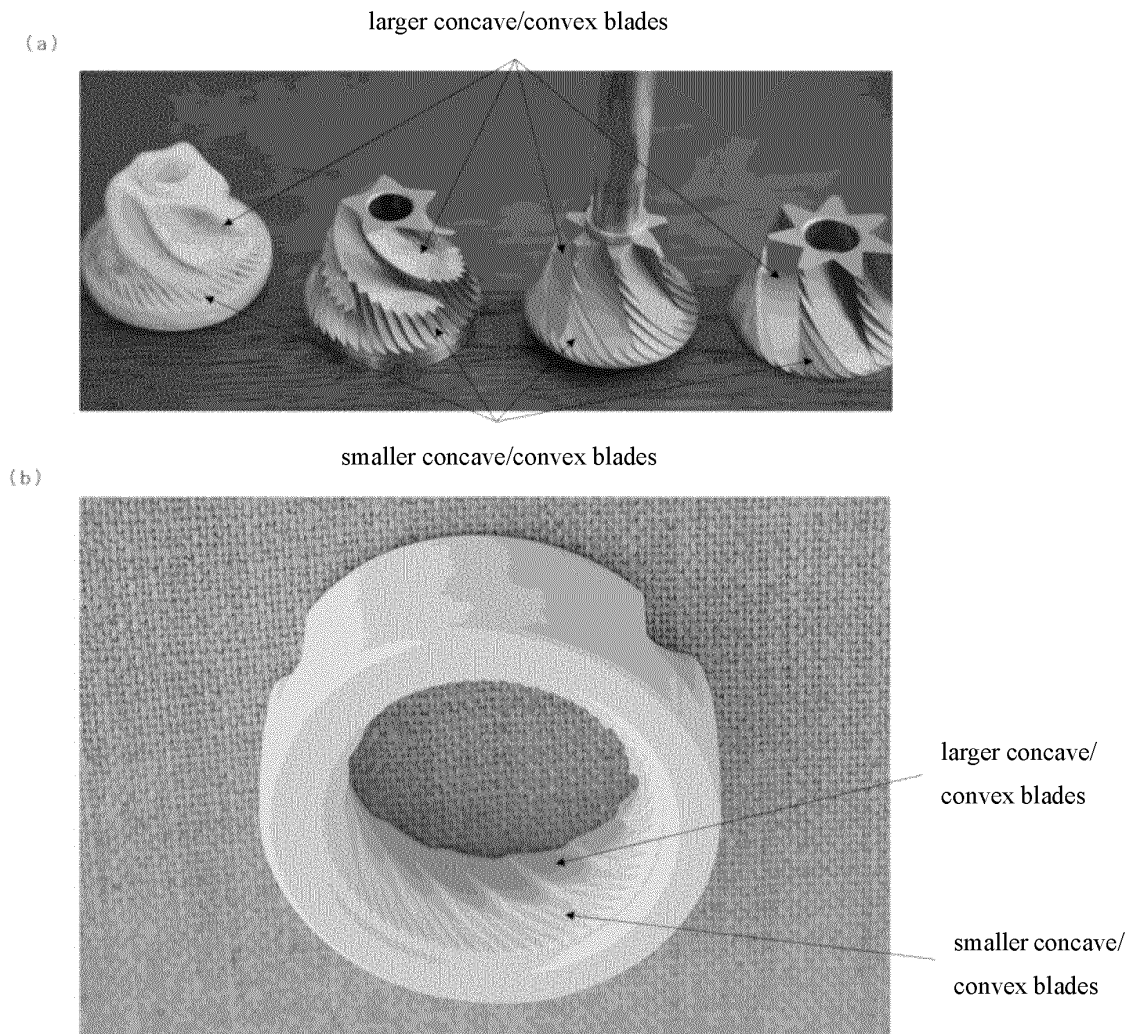 (a)
larger concave/convex blades
smaller concave/convex blades
(b)
larger concave/
convex blades
smaller concave/
convex blades